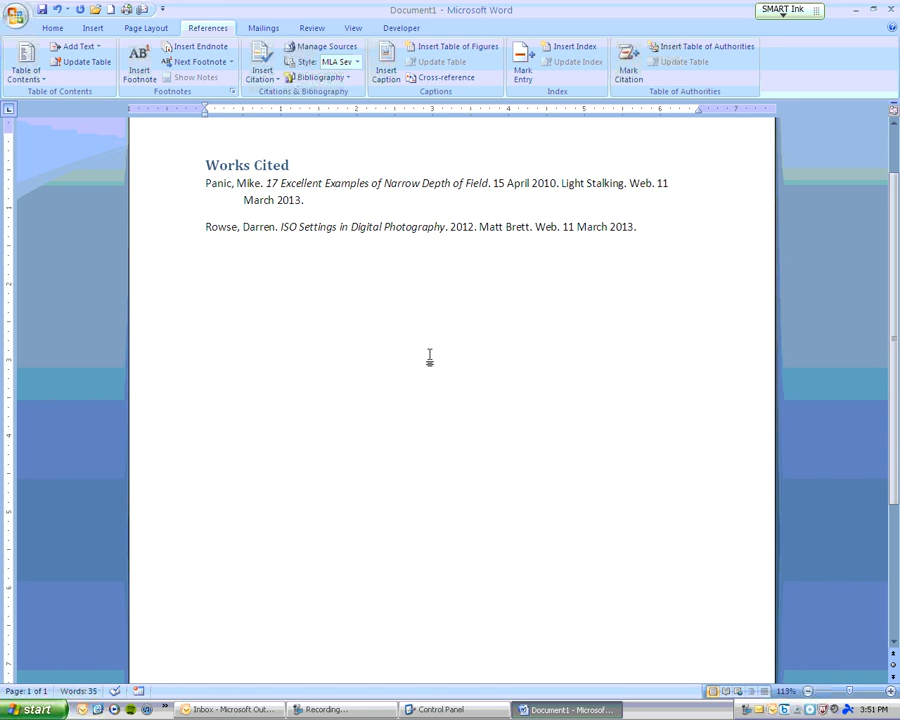 Document1 - Microsoft Word
SMART Ink
Home Insert Page Layout References Mailings Review View Developer
Table of Contents
Add Text
Update Table
Table of Contents
Insert Footnote
Insert Endnote
Next Footnote
Show Notes
Footnotes
Insert Citation
Manage Sources
Style: MLA Sev
Bibliography
Citations & Bibliography
Insert Caption
Insert Table of Figures
Update Table
Cross-reference
Captions
Mark Entry
Insert Index
Update Index
Index
Mark Citation
Insert Table of Authorities
Update Table
Table of Authorities
Works Cited
Panic, Mike. 17 Excellent Examples of Narrow Depth of Field. 15 April 2010. Light Stalking. Web. 11
March 2013.
Rowse, Darren. ISO Settings in Digital Photography. 2012. Matt Brett. Web. 11 March 2013.
Page: 1 of 1 Words: 35 113%
start Inbox - Microsoft Out... Recording... Control Panel Document1 - Microsof... 3:51 PM